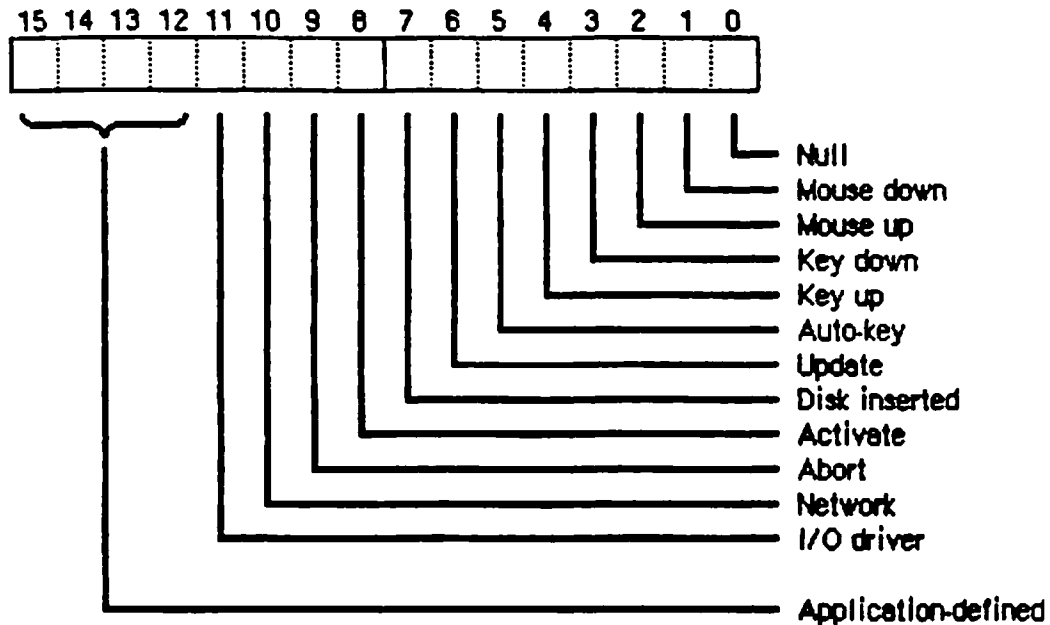 15 14 13 12 11 10 9 8 7 6 5 4 3 2 1 0
Null
Mouse down
Mouse up
Key down
Key up
Auto-key
Update
Disk inserted
Activate
Abort
Network
I/O driver
Application-defined